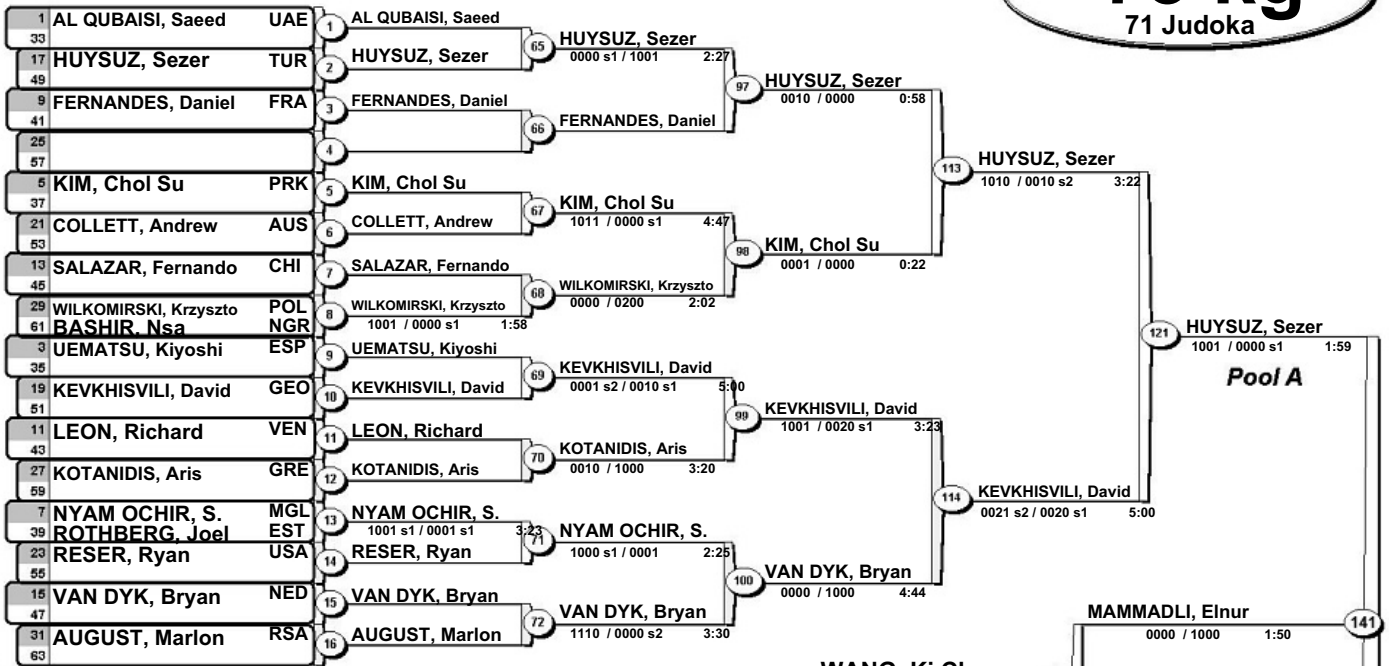 71 Judoka
1 AL QUBAISI, Saeed UAE
33
17 HUYSUZ, Sezer TUR
49
9 FERNANDES, Daniel FRA
41
25
57
5 KIM, Chol Su PRK
37
21 COLLETT, Andrew AUS
53
13 SALAZAR, Fernando CHI
45
29 WILKOMIRSKI, Krzyszto POL
61 BASHIR, Nsa NGR
3 UEMATSU, Kiyoshi ESP
35
19 KEVKHISVILI, David GEO
51
11 LEON, Richard VEN
43
27 KOTANIDIS, Aris GRE
59
7 NYAM OCHIR, S. MGL
39 ROTHBERG, Joel EST
23 RESER, Ryan USA
55
15 VAN DYK, Bryan NED
47
31 AUGUST, Marlon RSA
63
1 AL QUBAISI, Saeed
2 HUYSUZ, Sezer
3 FERNANDES, Daniel
4
5 KIM, Chol Su
6 COLLETT, Andrew
7 SALAZAR, Fernando
8 WILKOMIRSKI, Krzyszto
1001 / 0000 s1 1:58
9 UEMATSU, Kiyoshi
10 KEVKHISVILI, David
11 LEON, Richard
12 KOTANIDIS, Aris
13 NYAM OCHIR, S.
1001 s1 / 0001 s1 3:23
14 RESER, Ryan
15 VAN DYK, Bryan
16 AUGUST, Marlon
65 HUYSUZ, Sezer
0000 s1 / 1001 2:27
66 FERNANDES, Daniel
67 KIM, Chol Su
1011 / 0000 s1 4:47
68 WILKOMIRSKI, Krzyszto
0000 / 0200 2:02
69 KEVKHISVILI, David
0001 s2 / 0010 s1 5:00
70 KOTANIDIS, Aris
0010 / 1000 3:20
71 NYAM OCHIR, S.
1000 s1 / 0001 2:25
72 VAN DYK, Bryan
1110 / 0000 s2 3:30
97 HUYSUZ, Sezer
0010 / 0000 0:58
98 KIM, Chol Su
0001 / 0000 0:22
99 KEVKHISVILI, David
1001 / 0020 s1 3:23
100 VAN DYK, Bryan
0000 / 1000 4:44
113 HUYSUZ, Sezer
1010 / 0010 s2 3:22
114 KEVKHISVILI, David
0021 s2 / 0020 s1 5:00
121 HUYSUZ, Sezer
1001 / 0000 s1 1:59
Pool A
MAMMADLI, Elnur 141
0000 / 1000 1:50